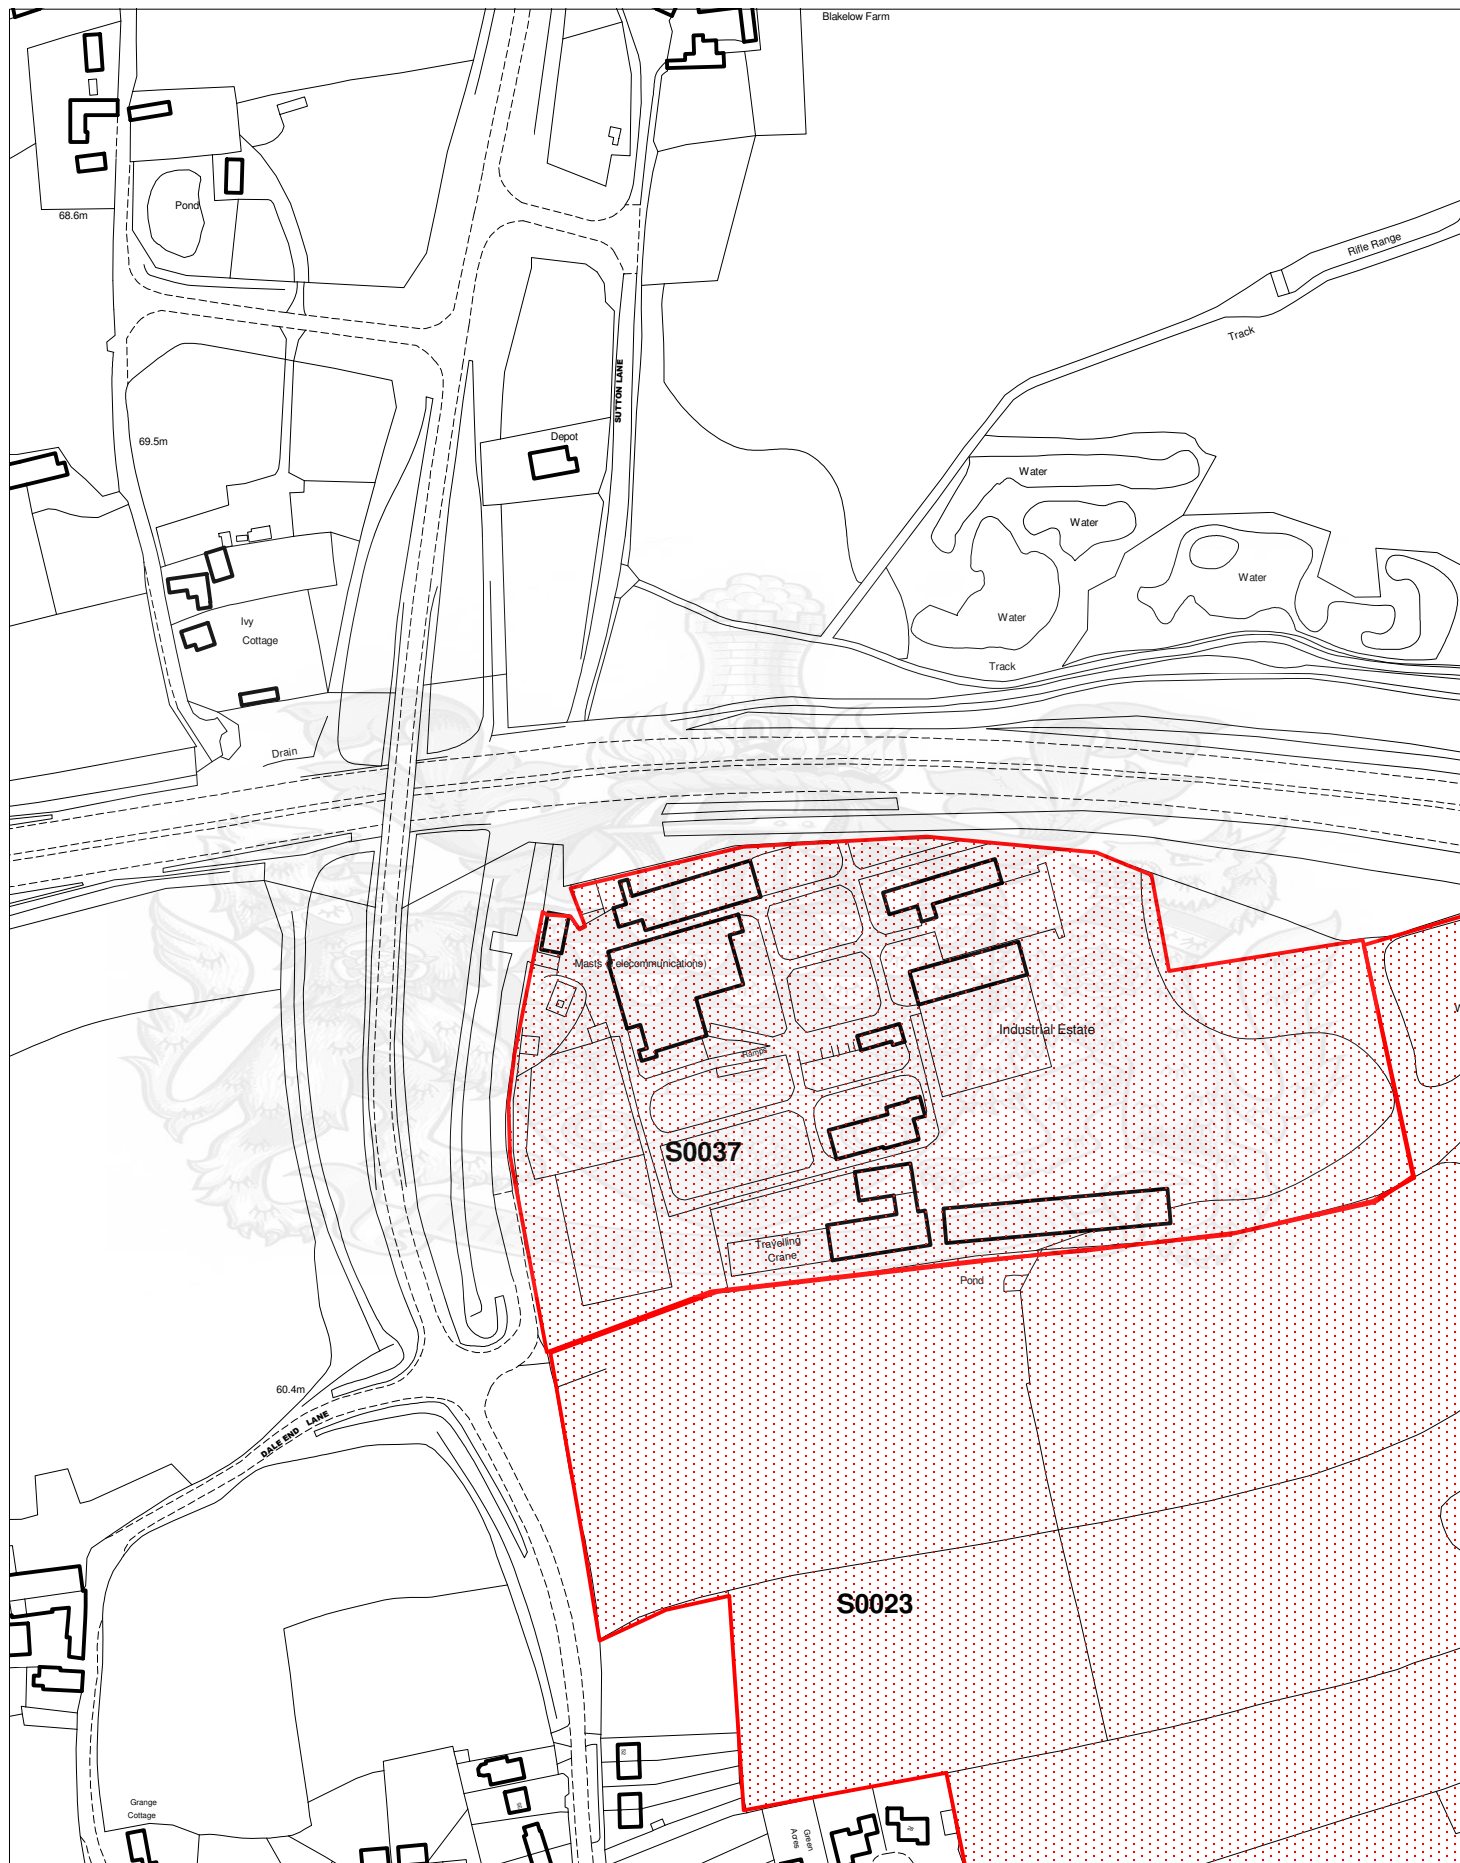 Blakelow Farm
Pond
68.6m
Rifle Range
Track
SUTTON LANE
69.5m
Depot
Water
Water
Water
Water
Ivy
Cottage
Track
Drain
Masts (Telecommunications)
Industrial Estate
Ramps
S0037
Travelling
Crane
Pond
60.4m
DALE END LANE
S0023
Grange
Cottage
Green
Acres